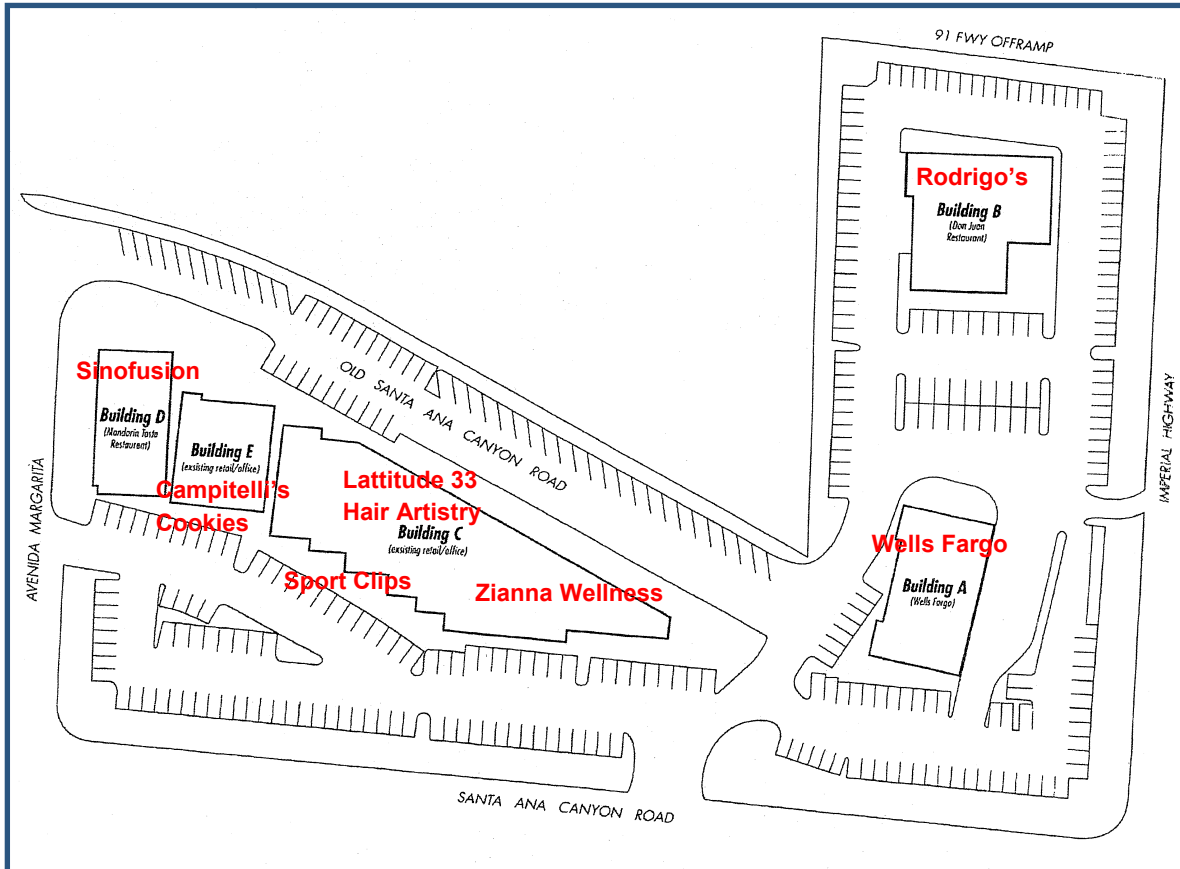 91 FWY OFFRAMP
Rodrigo's
Building B
(Don Juan
Restaurant)
OLD SANTA ANA CANYON ROAD
IMPERIAL HIGHWAY
Sinofusion
Building D
(Mandarin Taste
Restaurant)
Building E
(exsisting retail/office)
Campitelli's
Cookies
Lattitude 33
Hair Artistry
Building C
(exsisting retail/office)
Sport Clips
Zianna Wellness
Wells Fargo
Building A
(Wells Fargo)
AVENIDA MARGARITA
SANTA ANA CANYON ROAD